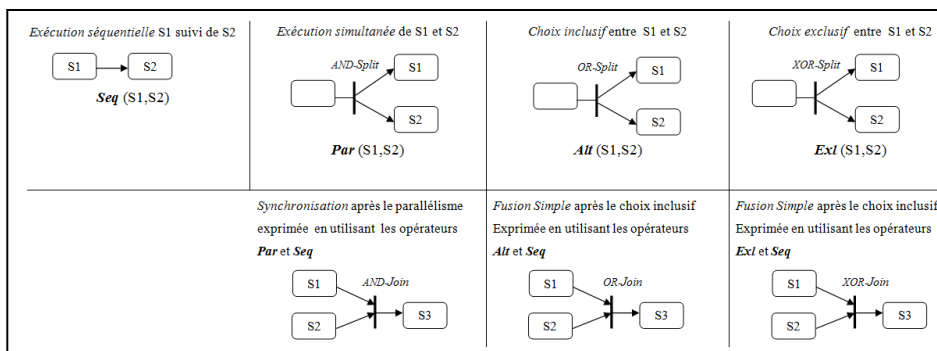 Exécution séquentielle S1 suivi de S2
S1
S2
Seq (S1,S2)
Exécution simultanée de S1 et S2
AND-Split
S1
S2
Par (S1,S2)
Choix inclusif entre S1 et S2
OR-Split
S1
S2
Alt (S1,S2)
Choix exclusif entre S1 et S2
XOR-Split
S1
S2
Exl (S1,S2)
Synchronisation après le parallélisme
exprimée en utilisant les opérateurs
Par et Seq
S1
AND-Join
S2
S3
Fusion Simple après le choix inclusif
Exprimée en utilisant les opérateurs
Alt et Seq
S1
OR-Join
S2
S3
Fusion Simple après le choix inclusif
Exprimée en utilisant les opérateurs
Exl et Seq
S1
XOR-Join
S2
S3